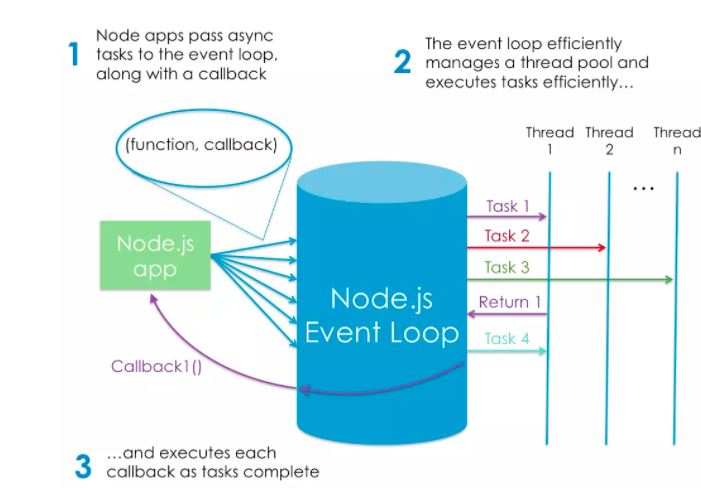 1
Node apps pass async
tasks to the event loop,
along with a callback
2
The event loop efficiently
manages a thread pool and
executes tasks efficiently…
(function, callback)
Thread 1
Thread 2
Thread n
...
Node.js
app
Node.js
Event Loop
Task 1
Task 2
Task 3
Return 1
Task 4
Callback1()
3
…and executes each
callback as tasks complete